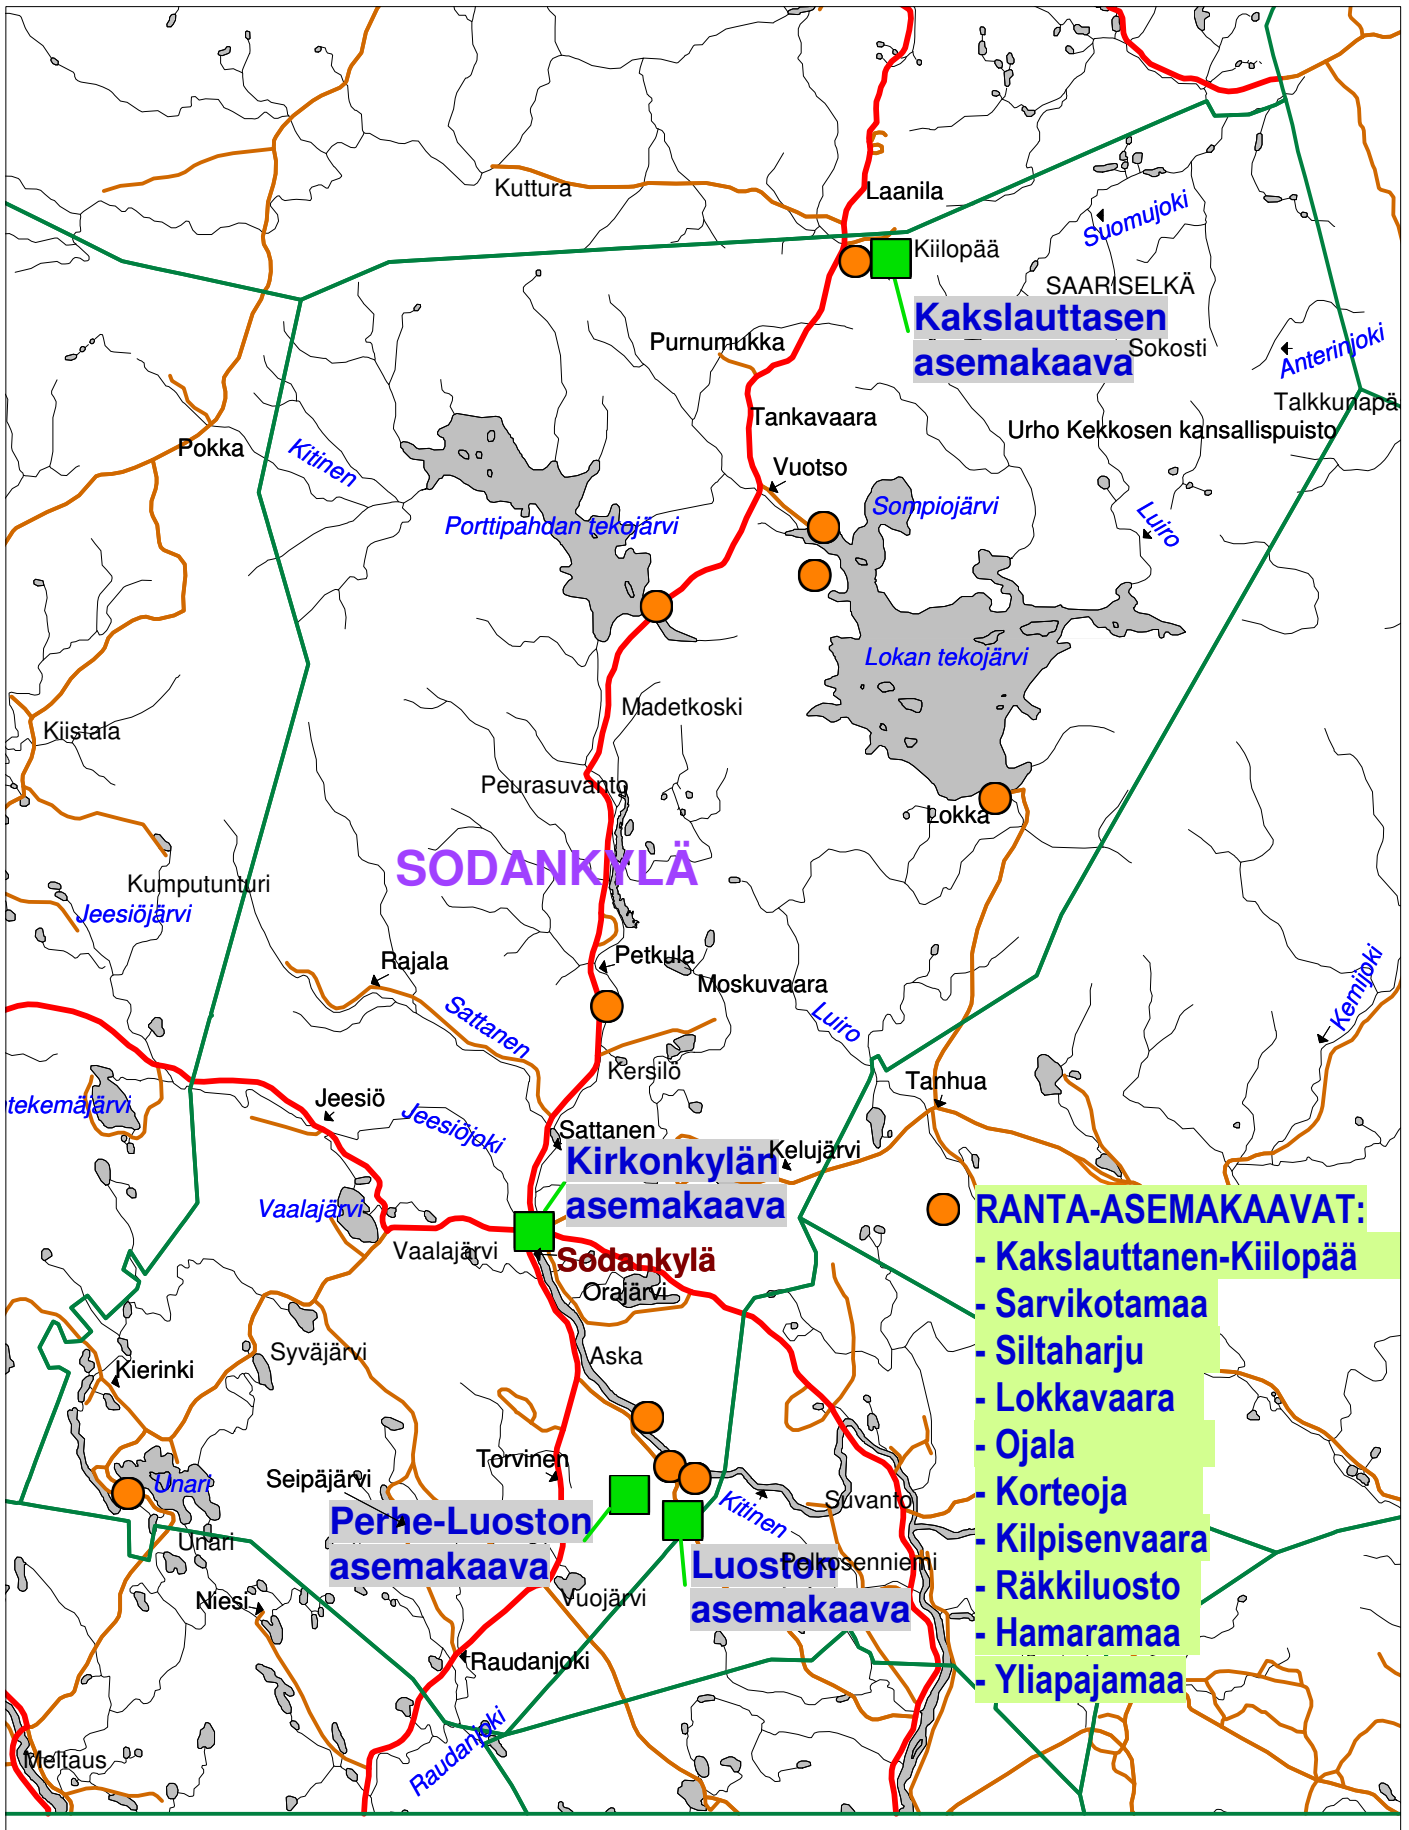 Kuttura
Laanila
Suomujoki
Kiilopää
SAARISELKÄ
Kakslauttasen
asemakaava
Sokosti
Anterinjoki
Purnumukka
Talkkunapä
Tankavaara
Urho Kekkosen kansallispuisto
Pokka
Kitinen
Vuotso
Sompiojärvi
Porttipahdan tekojärvi
Luiro
Lokan tekojärvi
Madetkoski
Kiistala
Peurasuvanto
Lokka
SODANKYLÄ
Kumputunturi
Jeesiöjärvi
Rajala
Petkula
Moskuvaara
Sattanen
Luiro
Kemijoki
Kersilö
Tanhua
tekemäjärvi
Jeesiö
Jeesiöjoki
Sattanen
Kelujärvi
Kirkonkylän
asemakaava
Vaalajärvi
Vaalajärvi
Sodankylä
Orajärvi
RANTA-ASEMAKAAVAT:
- Kakslauttanen-Kiilopää
- Sarvikotamaa
- Siltaharju
- Lokkavaara
- Ojala
- Korteoja
- Kilpisenvaara
- Räkkiluosto
- Hamaramaa
- Yliapajamaa
Syväjärvi
Aska
Kierinki
Torvinen
Seipäjärvi
Unari
Kitinen
Suvanto
Perhe-Luoston
asemakaava
Unari
Luoston
asemakaava
Pelkosenniemi
Vuojärvi
Niesi
Raudanjoki
Raudanjoki
Meltaus